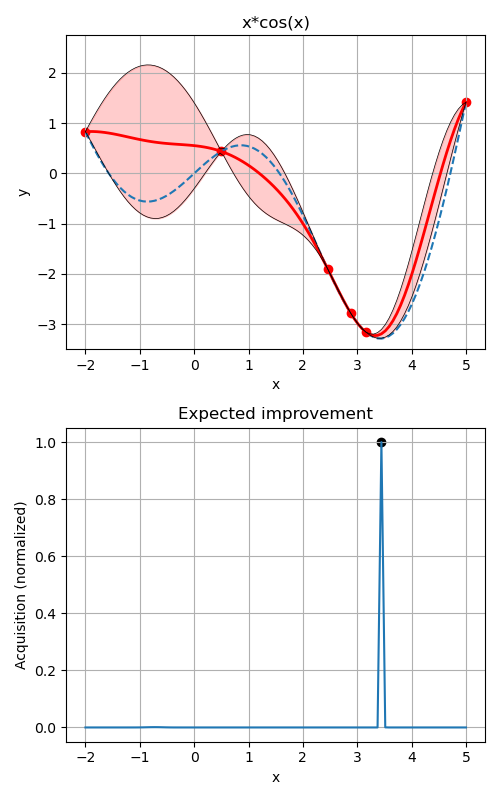 x*cos(x)
2
1
0
−1
−2
−3
y
−2 −1 0 1 2 3 4 5
x
Expected improvement
1.0
0.8
0.6
0.4
0.2
0.0
Acquisition (normalized)
−2 −1 0 1 2 3 4 5
x